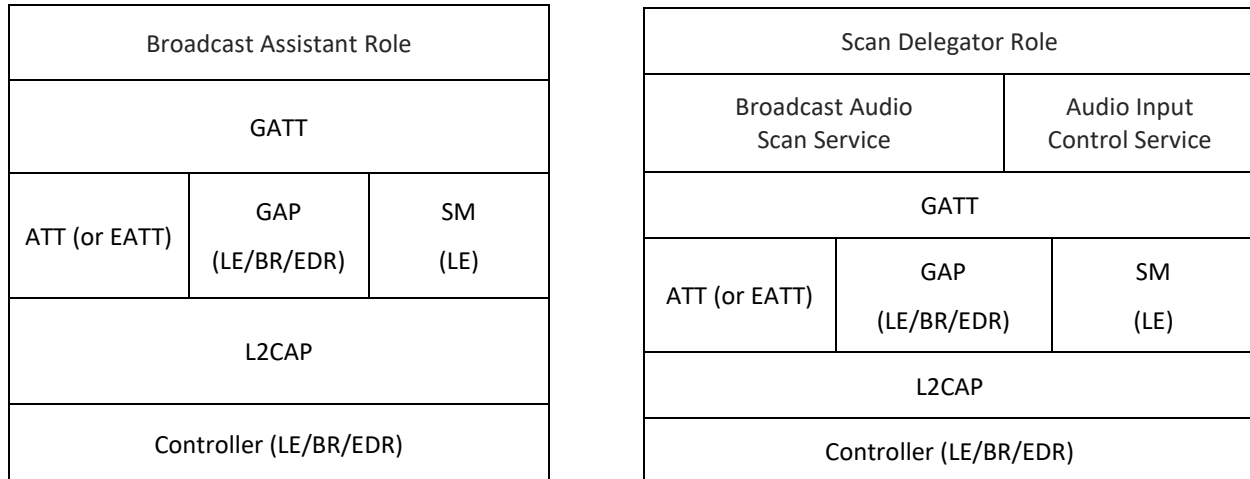 Broadcast Assistant Role
GATT
ATT (or EATT)
GAP
(LE/BR/EDR)
SM
(LE)
L2CAP
Controller (LE/BR/EDR)
Scan Delegator Role
Broadcast Audio
Scan Service
Audio Input
Control Service
GATT
ATT (or EATT)
GAP
(LE/BR/EDR)
SM
(LE)
L2CAP
Controller (LE/BR/EDR)